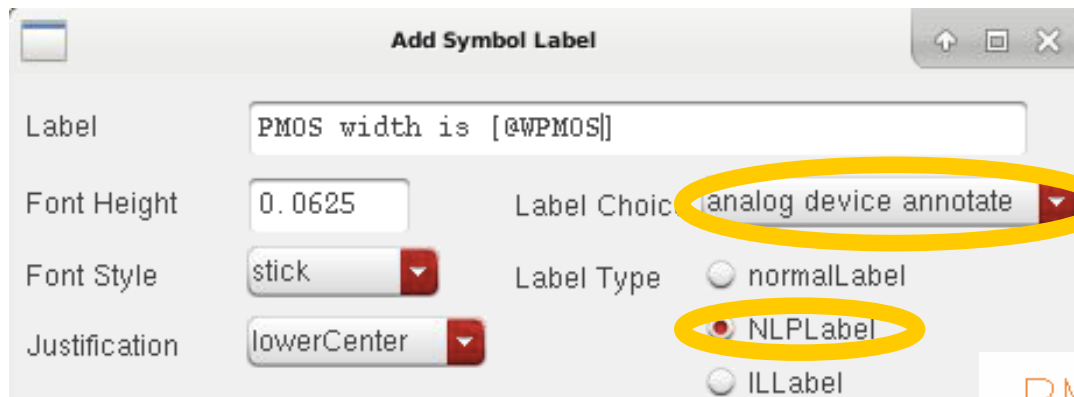 Add Symbol Label
Label PMOS width is [@WPMOS]
Font Height 0.0625 Label Choic analog device annotate
Font Style stick Label Type normalLabel
NLPLabel
Justification lowerCenter
ILLabel